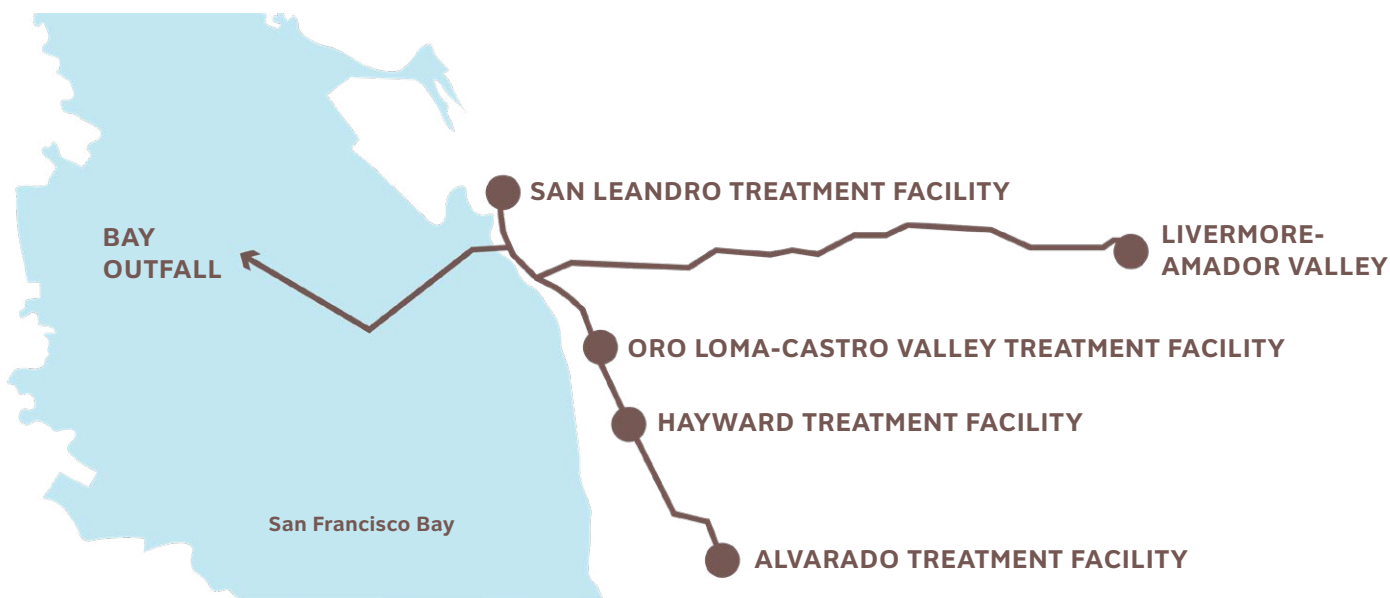 SAN LEANDRO TREATMENT FACILITY
BAY
OUTFALL
LIVERMORE-
AMADOR VALLEY
ORO LOMA-CASTRO VALLEY TREATMENT FACILITY
HAYWARD TREATMENT FACILITY
San Francisco Bay
ALVARADO TREATMENT FACILITY